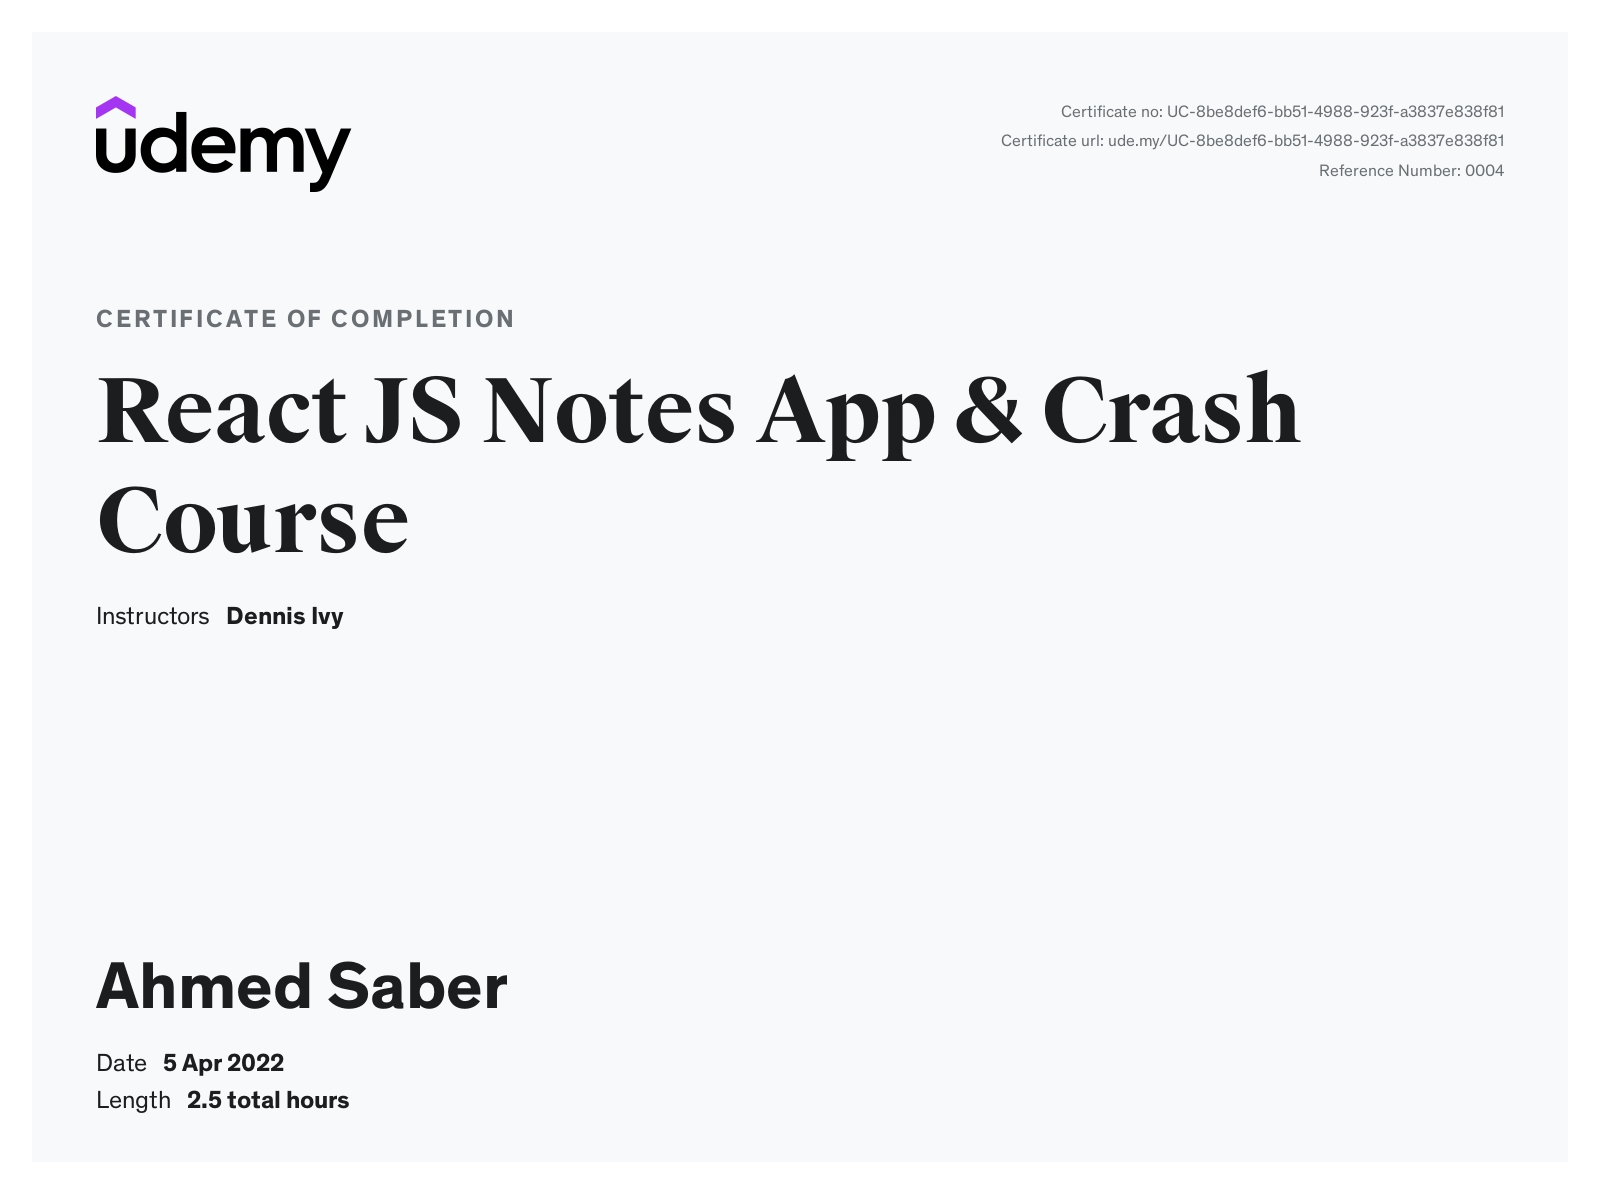 udemy
Certificate no: UC-8be8def6-bb51-4988-923f-a3837e838f81
Certificate url: ude.my/UC-8be8def6-bb51-4988-923f-a3837e838f81
Reference Number: 0004
CERTIFICATE OF COMPLETION
React JS Notes App & Crash
Course
Instructors Dennis Ivy
Ahmed Saber
Date 5 Apr 2022
Length 2.5 total hours